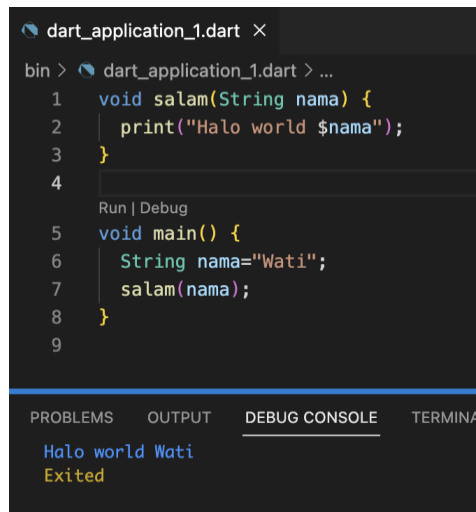 dart_application_1.dart ×
bin > dart_application_1.dart > ...
1 void salam(String nama) {
2 print("Halo world $nama");
3 }
4
Run | Debug
5 void main() {
6 String nama="Wati";
7 salam(nama);
8 }
9
PROBLEMS OUTPUT DEBUG CONSOLE TERMINA
Halo world Wati
Exited